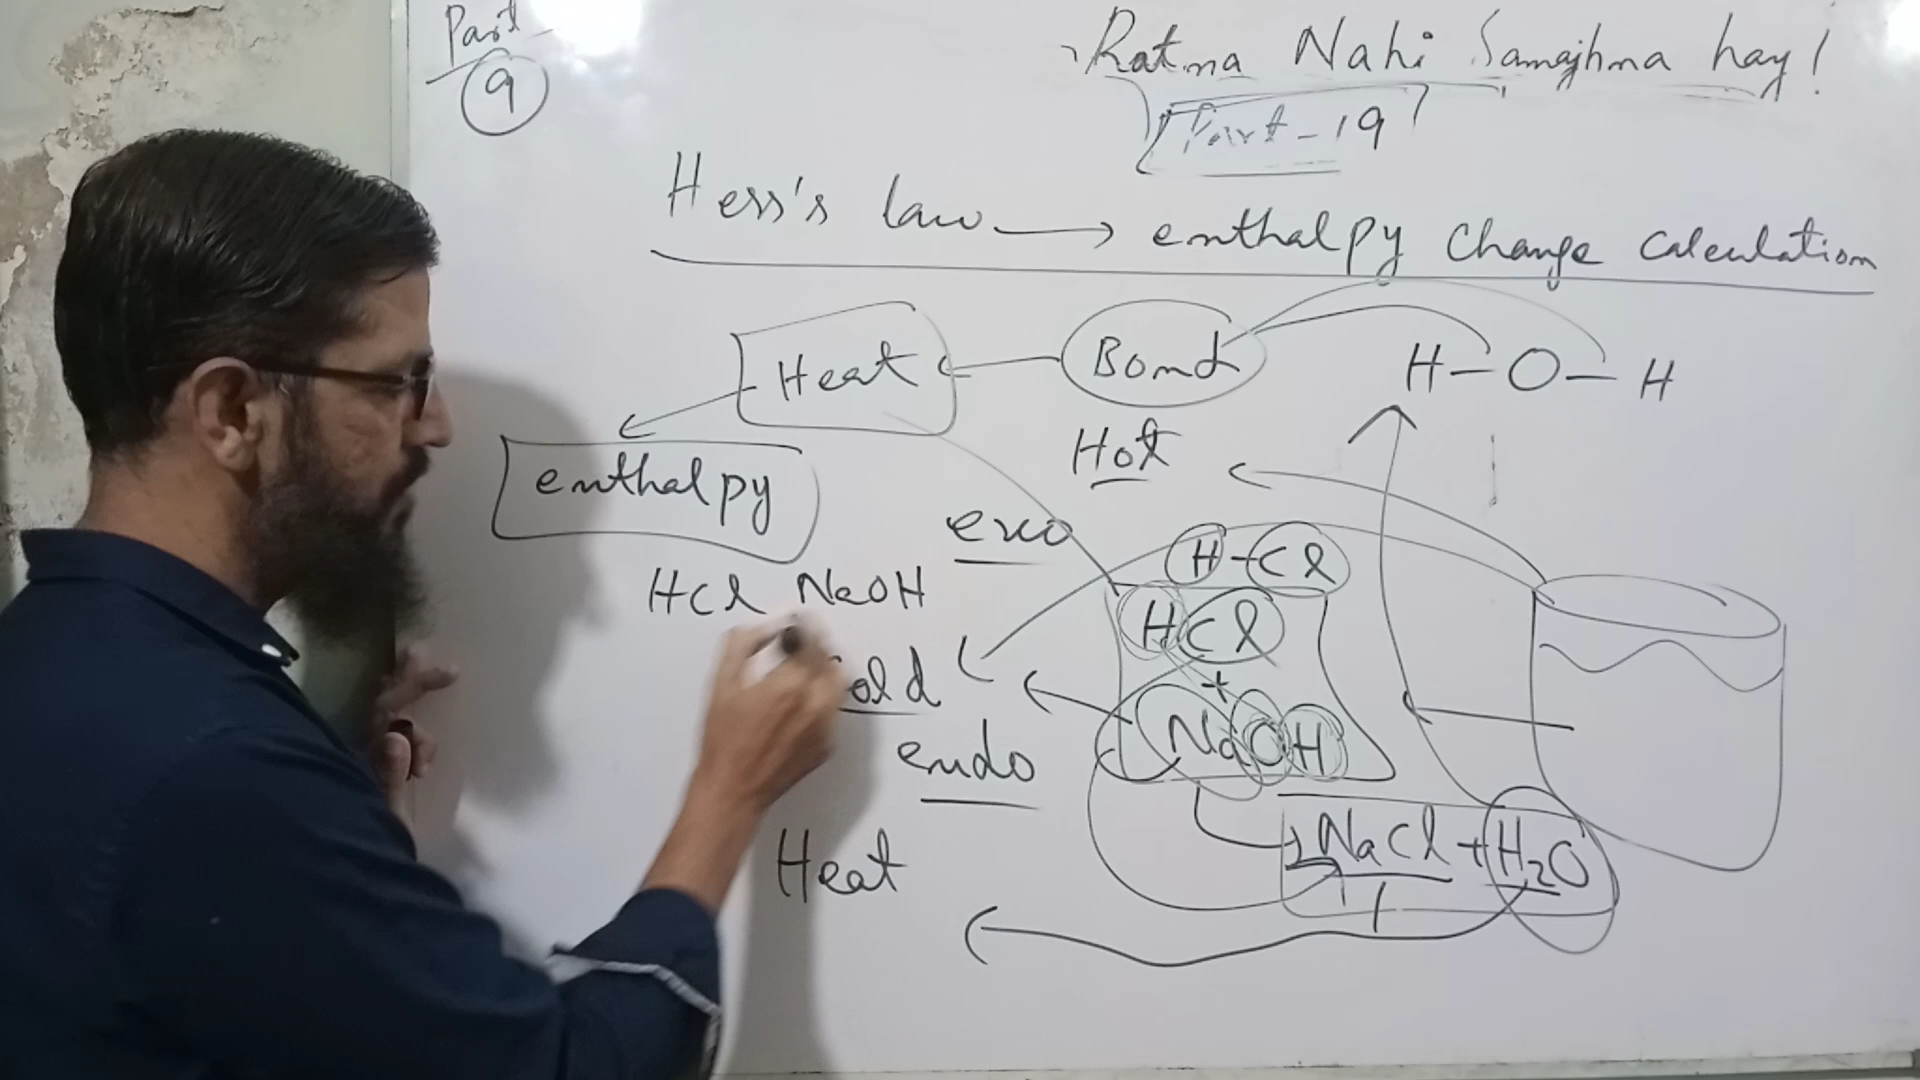 Part
9
Ratna Nahi Samajhna hay!
Part-19
Hess's law → enthalpy Change Calculation
Heat Bond H-O-H
Hot
enthalpy
exo H-Cl
HCl NaOH HCl
+
old NaOH
endo
NaCl + H2O
Heat